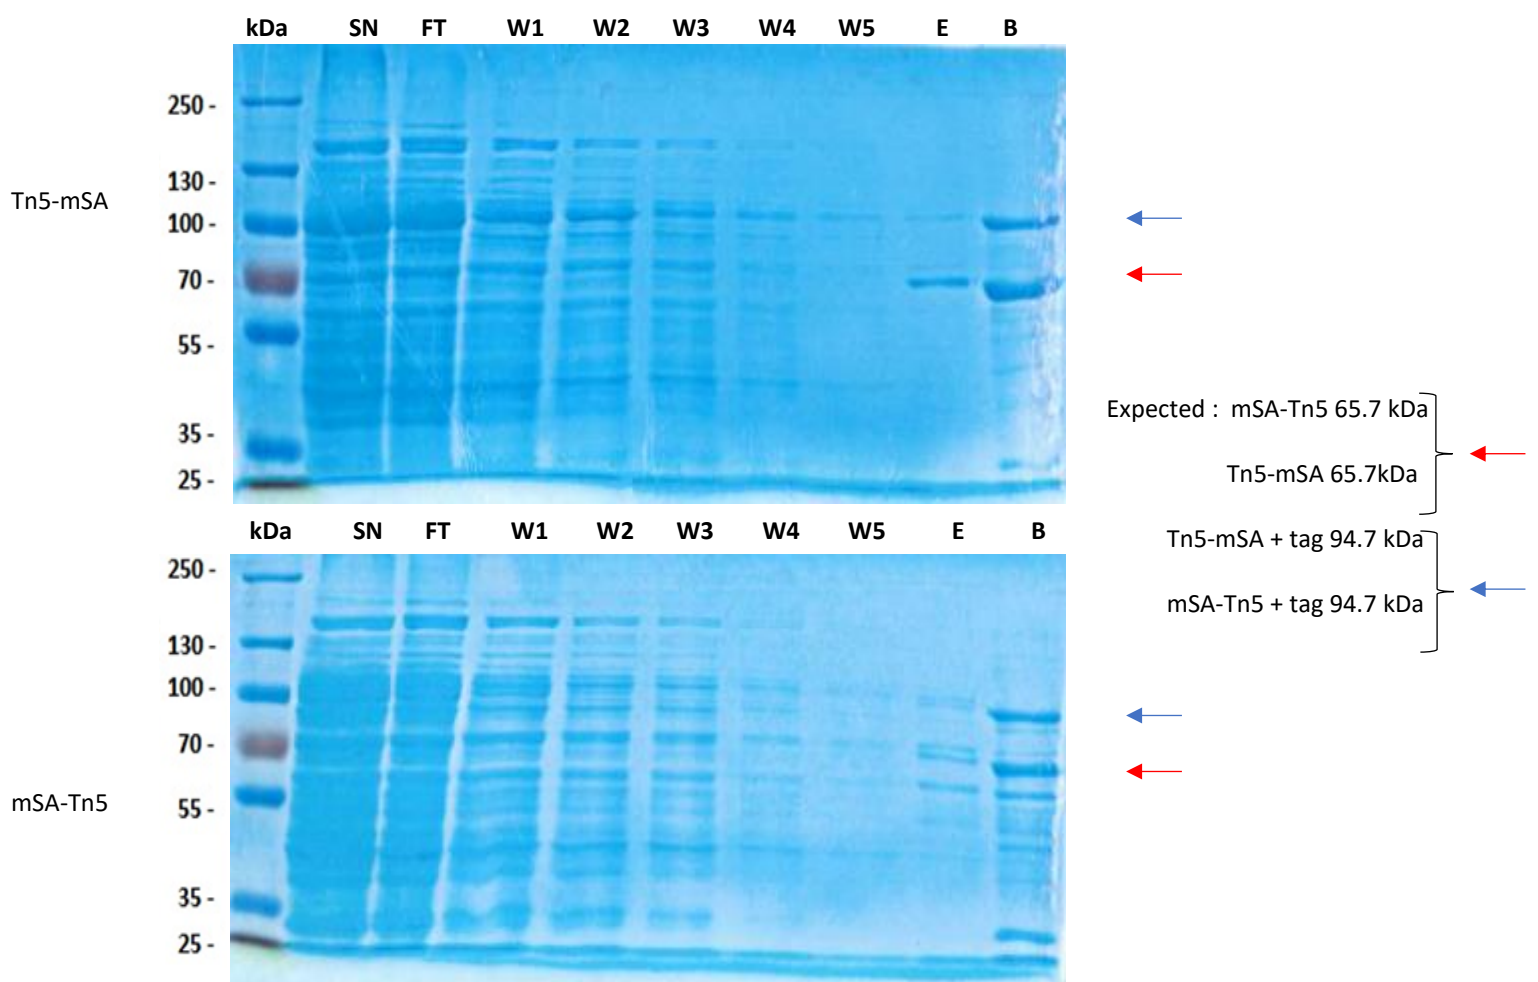 kDa SN FT W1 W2 W3 W4 W5 E B
250 -
130 -
Tn5-mSA
100 -
70 -
55 -
35 -
25 -
Expected : mSA-Tn5 65.7 kDa
Tn5-mSA 65.7kDa
Tn5-mSA + tag 94.7 kDa
mSA-Tn5 + tag 94.7 kDa
kDa SN FT W1 W2 W3 W4 W5 E B
250 -
130 -
100 -
70 -
mSA-Tn5
55 -
35 -
25 -